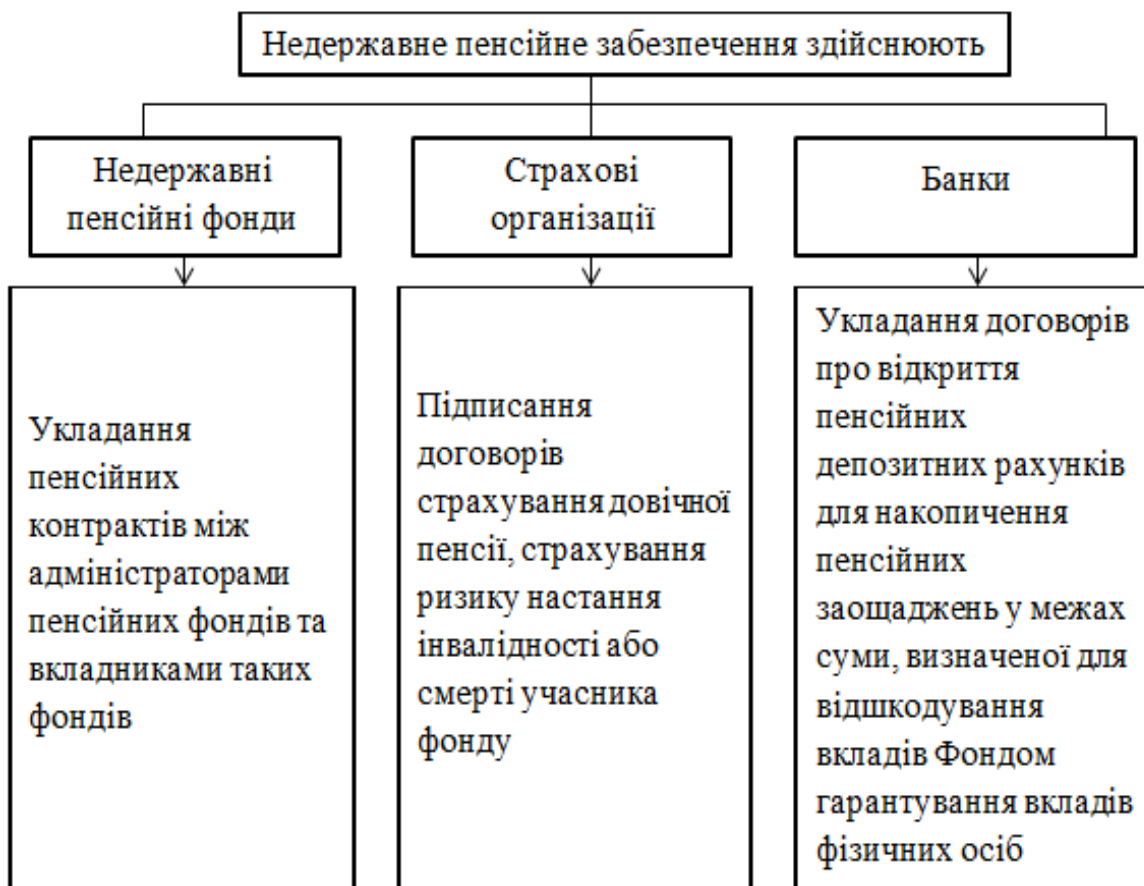 Недержавне пенсійне забезпечення здійснюють
Недержавні
пенсійні фонди
Страхові
організації
Банки
Укладання
пенсійних
контрактів між
адміністраторами
пенсійних фондів та
вкладниками таких
фондів
Підписання
договорів
страхування довічної
пенсії, страхування
ризику настання
інвалідності або
смерті учасника
фонду
Укладання договорів
про відкриття
пенсійних
депозитних рахунків
для накопичення
пенсійних
заощаджень у межах
суми, визначеної для
відшкодування
вкладів Фондом
гарантування вкладів
фізичних осіб